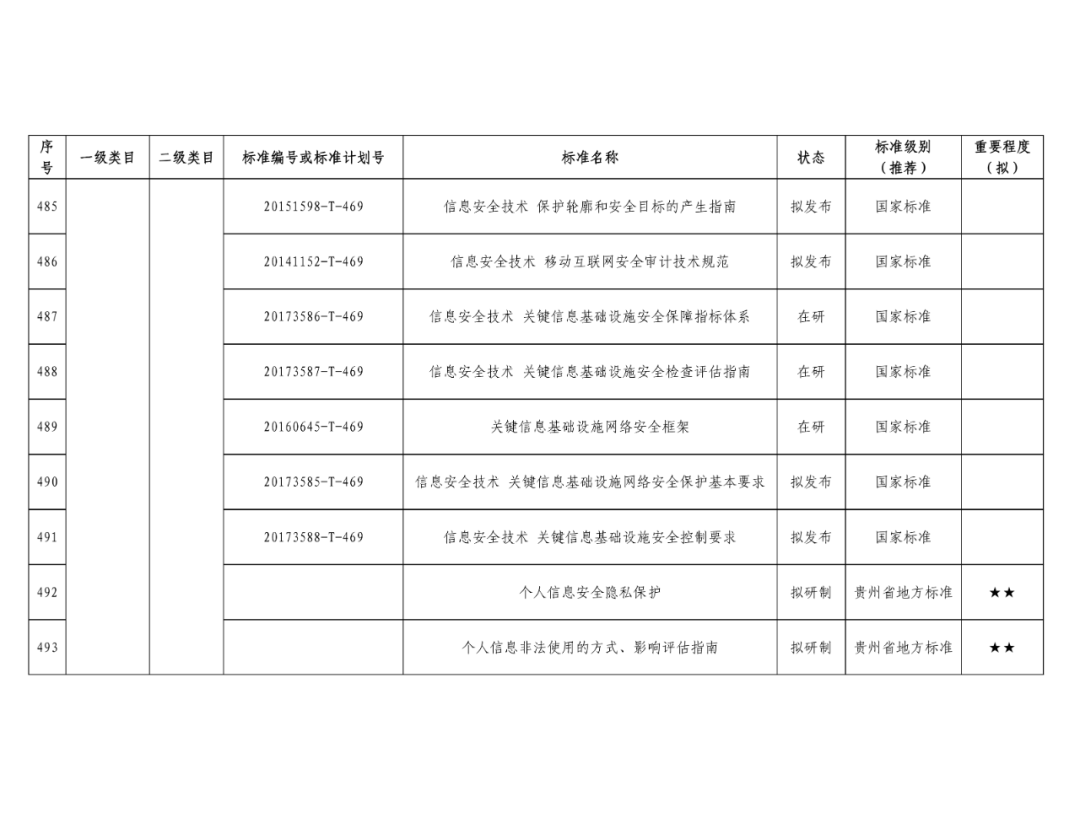 序号 一级类目 二级类目 标准编号或标准计划号 标准名称 状态 标准级别（推荐） 重要程度（拟）
485 20151598-T-469 信息安全技术 保护轮廓和安全目标的产生指南 拟发布 国家标准
486 20141152-T-469 信息安全技术 移动互联网安全审计技术规范 拟发布 国家标准
487 20173586-T-469 信息安全技术 关键信息基础设施安全保障指标体系 在研 国家标准
488 20173587-T-469 信息安全技术 关键信息基础设施安全检查评估指南 在研 国家标准
489 20160645-T-469 关键信息基础设施网络安全框架 在研 国家标准
490 20173585-T-469 信息安全技术 关键信息基础设施网络安全保护基本要求 拟发布 国家标准
491 20173588-T-469 信息安全技术 关键信息基础设施安全控制要求 拟发布 国家标准
492 个人信息安全隐私保护 拟研制 贵州省地方标准 ★★
493 个人信息非法使用的方式、影响评估指南 拟研制 贵州省地方标准 ★★